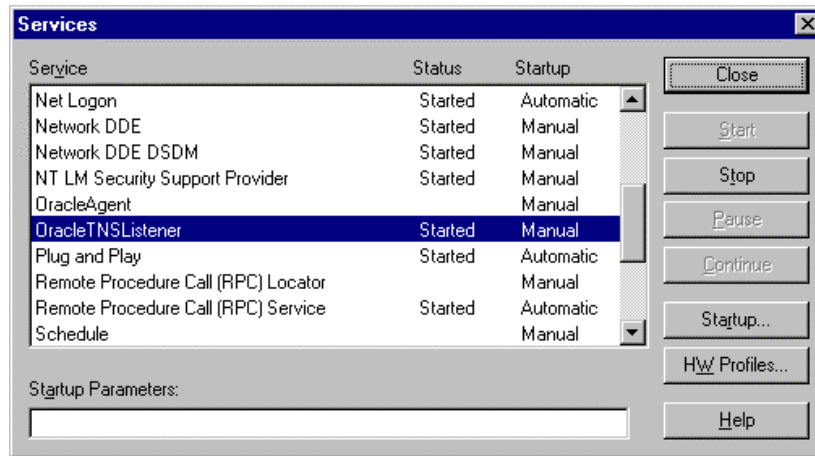 Services
Service Status Startup
Net Logon Started Automatic
Network DDE Started Manual
Network DDE DSDM Started Manual
NT LM Security Support Provider Started Manual
OracleAgent Manual
OracleTNSListener Started Manual
Plug and Play Started Automatic
Remote Procedure Call (RPC) Locator Manual
Remote Procedure Call (RPC) Service Started Automatic
Schedule Manual
Startup Parameters:
Close
Start
Stop
Pause
Continue
Startup...
HW Profiles...
Help